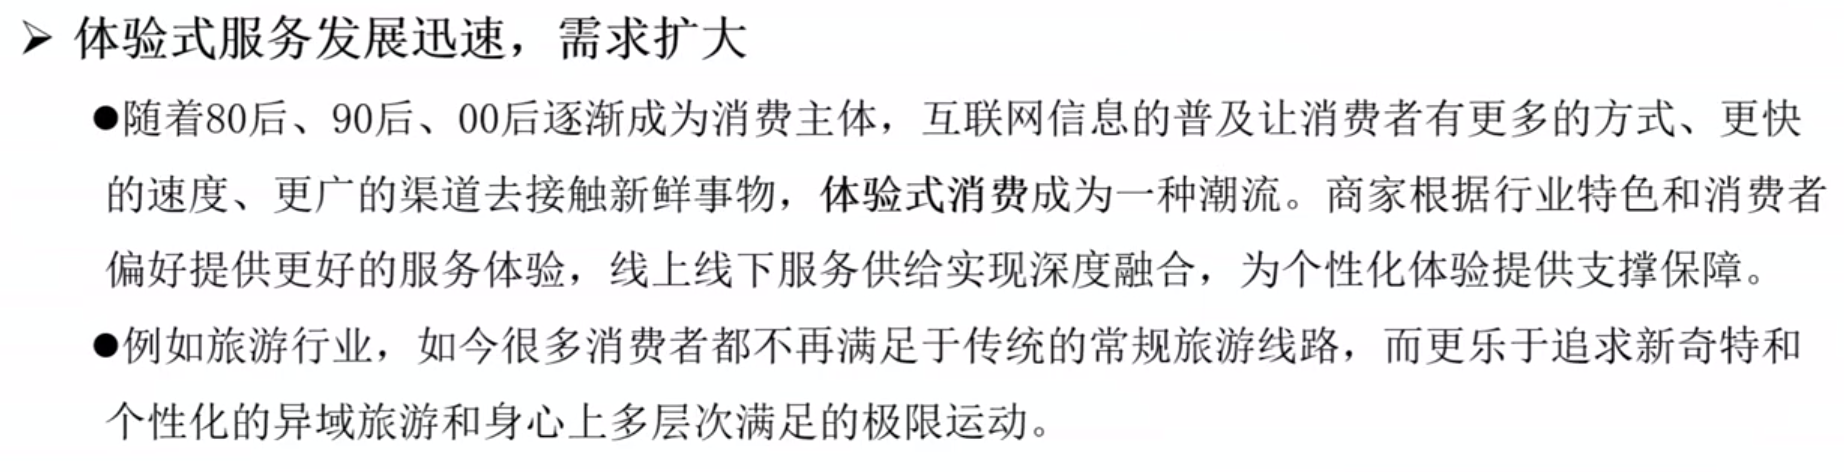 ➢ 体验式服务发展迅速，需求扩大
●随着80后、90后、00后逐渐成为消费主体，互联网信息的普及让消费者有更多的方式、更快
的速度、更广的渠道去接触新鲜事物，体验式消费成为一种潮流。商家根据行业特色和消费者
偏好提供更好的服务体验，线上线下服务供给实现深度融合，为个性化体验提供支撑保障。
●例如旅游行业，如今很多消费者都不再满足于传统的常规旅游线路，而更乐于追求新奇特和
个性化的异域旅游和身心上多层次满足的极限运动。